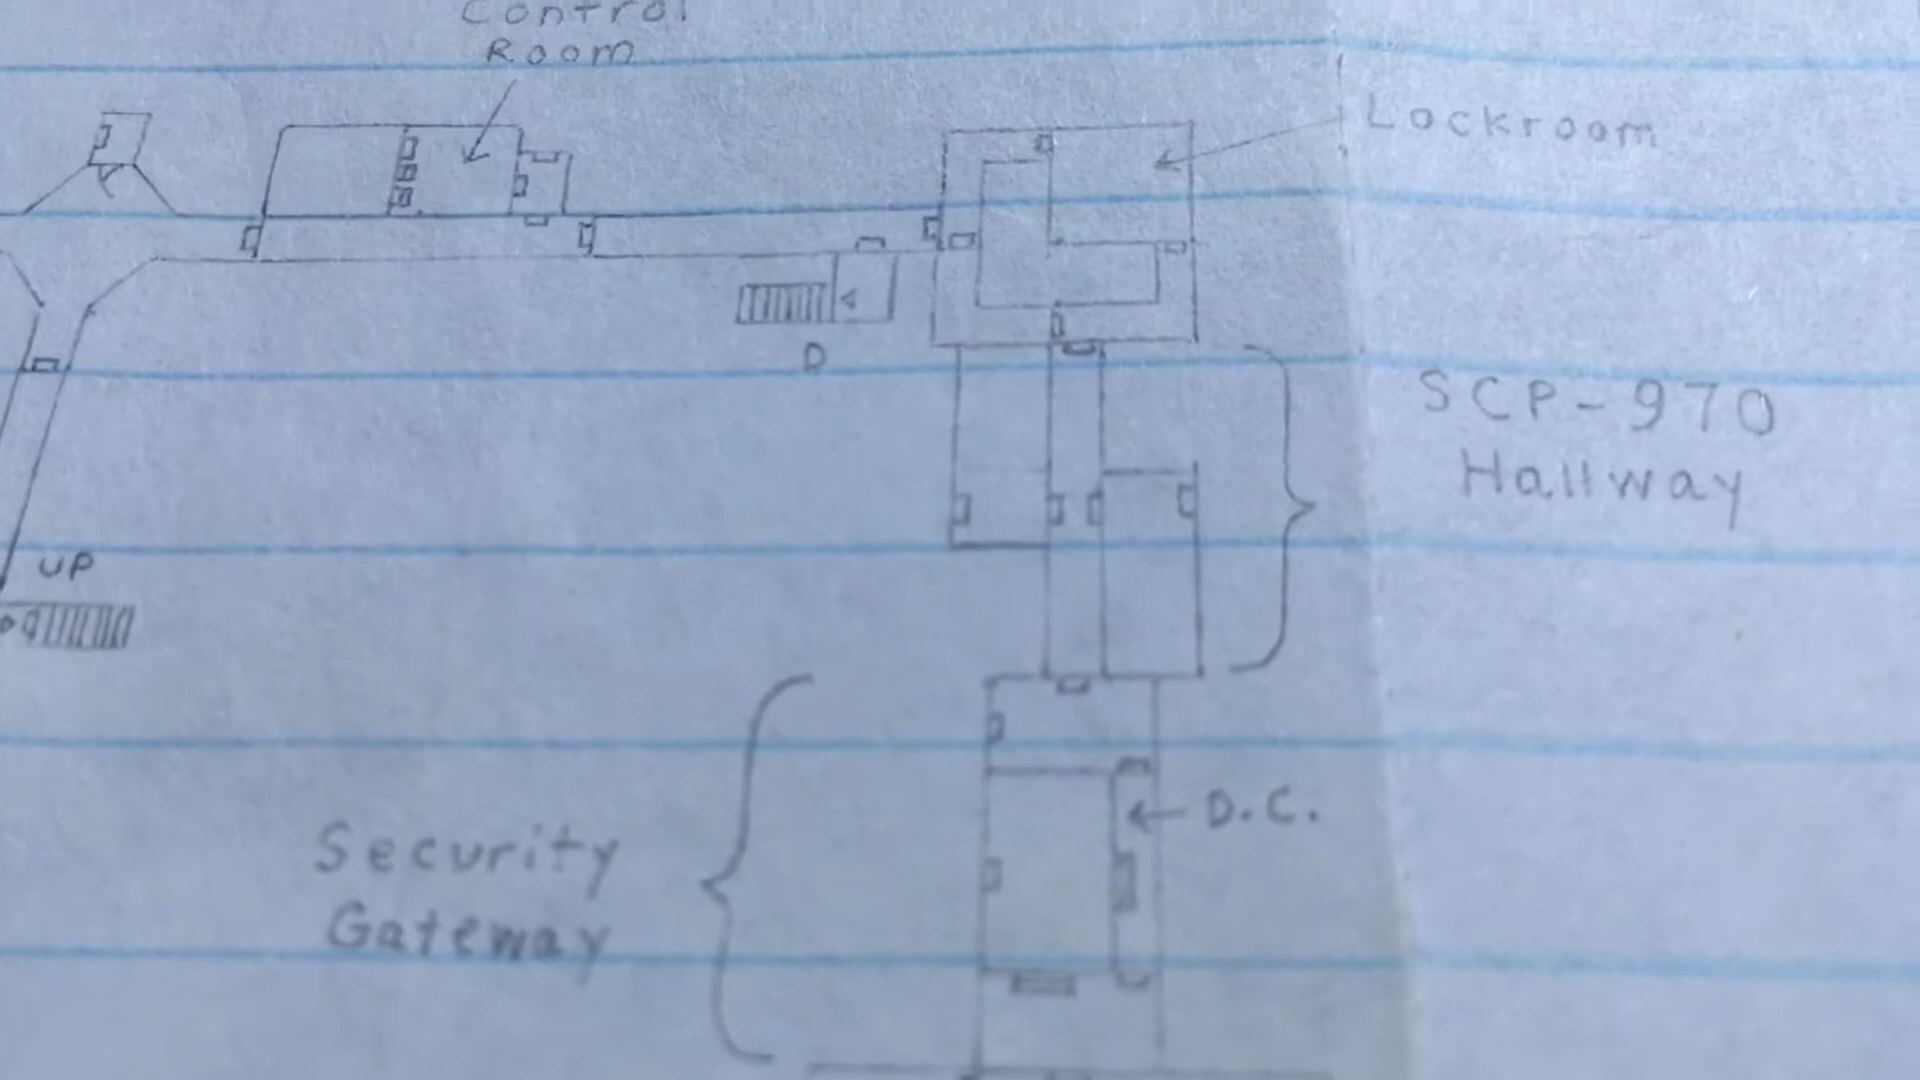 Control
Room
Lockroom
D
SCP-970
Hallway
UP
D.C.
Security
Gateway